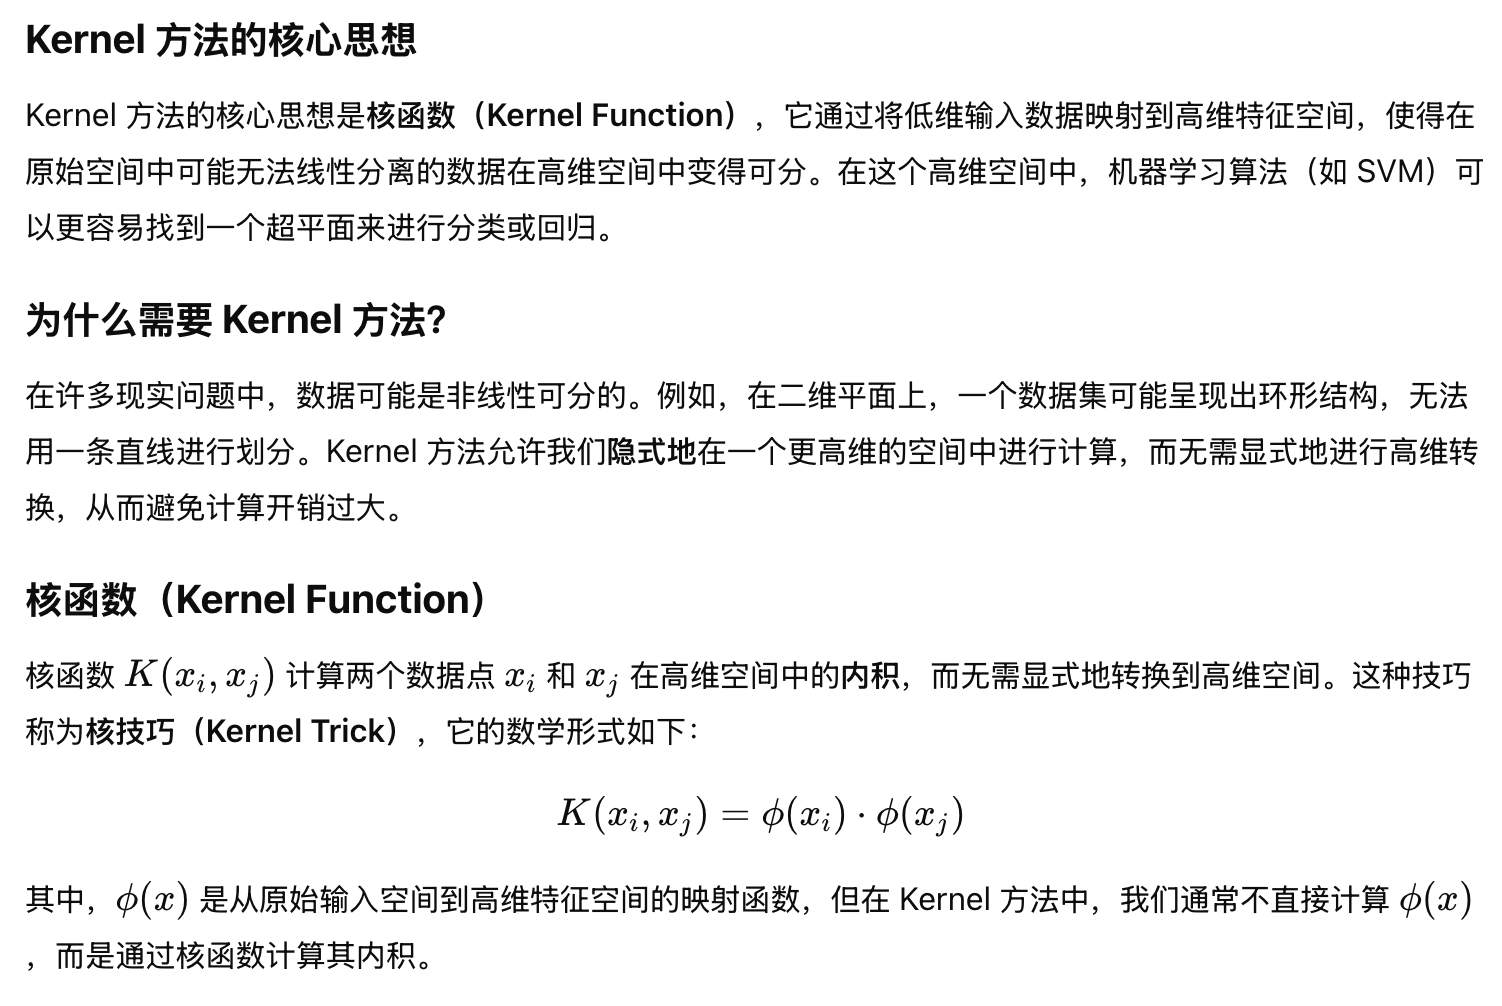 Kernel 方法的核心思想
Kernel 方法的核心思想是核函数（Kernel Function），它通过将低维输入数据映射到高维特征空间，使得在
原始空间中可能无法线性分离的数据在高维空间中变得可分。在这个高维空间中，机器学习算法（如 SVM）可
以更容易找到一个超平面来进行分类或回归。
为什么需要 Kernel 方法?
在许多现实问题中，数据可能是非线性可分的。例如，在二维平面上，一个数据集可能呈现出环形结构，无法
用一条直线进行划分。Kernel 方法允许我们隐式地在一个更高维的空间中进行计算，而无需显式地进行高维转
换，从而避免计算开销过大。
核函数（Kernel Function）
核函数 K(x_i, x_j) 计算两个数据点 x_i 和 x_j 在高维空间中的内积，而无需显式地转换到高维空间。这种技巧
称为核技巧（Kernel Trick），它的数学形式如下：
K(x_i, x_j) = ϕ(x_i) · ϕ(x_j)
其中，ϕ(x) 是从原始输入空间到高维特征空间的映射函数，但在 Kernel 方法中，我们通常不直接计算 ϕ(x)
，而是通过核函数计算其内积。